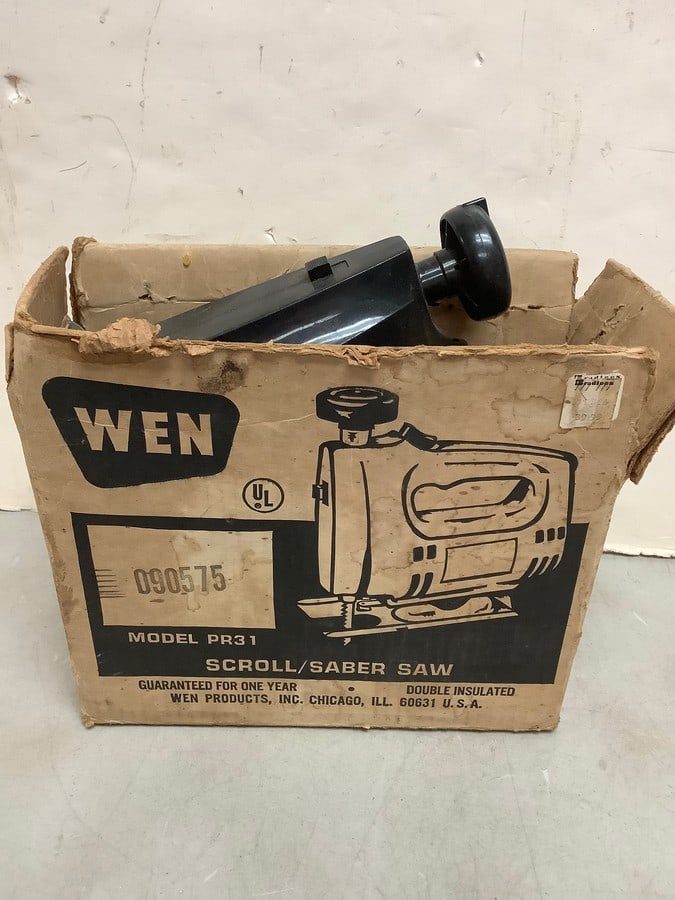 WEN
UL
090575
MODEL PR31
SCROLL/SABER SAW
GUARANTEED FOR ONE YEAR
DOUBLE INSULATED
WEN PRODUCTS, INC. CHICAGO, ILL. 60631 U.S.A.